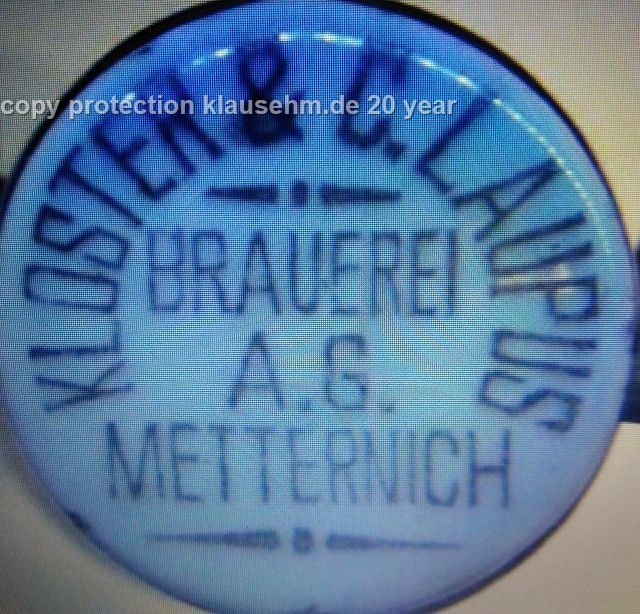 copy protection klausehm.de 20 year
KLOSTER & C. LAUPUS
BRAUEREI
A.G.
METTERNICH